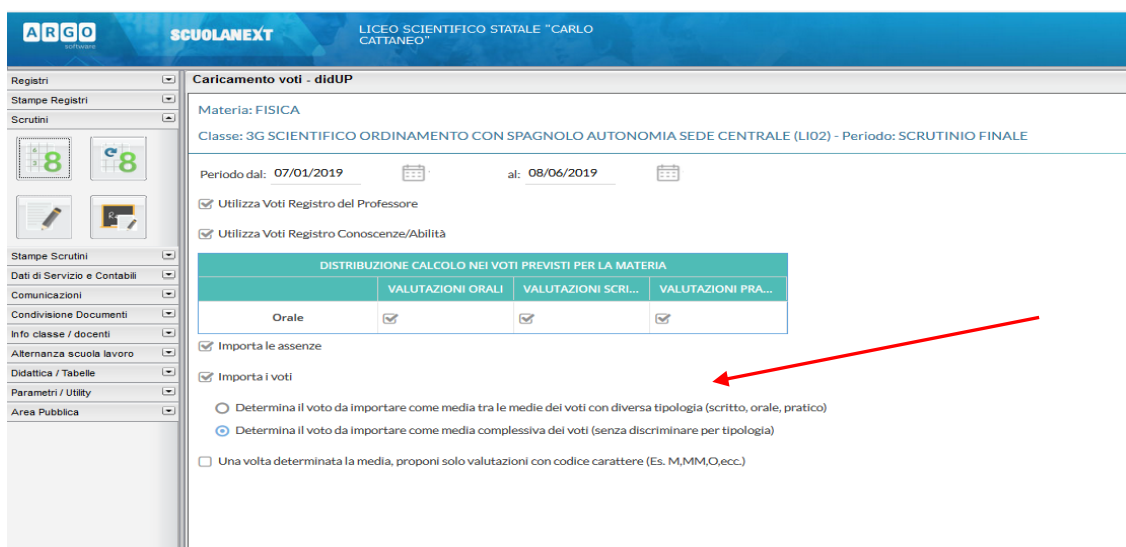 ARGO
software
SCUOLANEXT
LICEO SCIENTIFICO STATALE "CARLO
CATTANEO"
Registri
Stampe Registri
Scrutini
8
8
Stampe Scrutini
Dati di Servizio e Contabili
Comunicazioni
Condivisione Documenti
Info classe / docenti
Alternanza scuola lavoro
Didattica / Tabelle
Parametri / Utility
Area Pubblica
Caricamento voti - didUP
Materia: FISICA
Classe: 3G SCIENTIFICO ORDINAMENTO CON SPAGNOLO AUTONOMIA SEDE CENTRALE (LI02) - Periodo: SCRUTINIO FINALE
Periodo dal: 07/01/2019 al: 08/06/2019
Utilizza Voti Registro del Professore
Utilizza Voti Registro Conoscenze/Abilità
DISTRIBUZIONE CALCOLO NEI VOTI PREVISTI PER LA MATERIA
VALUTAZIONI ORALI VALUTAZIONI SCRI... VALUTAZIONI PRA...
Orale
Importa le assenze
Importa i voti
Determina il voto da importare come media tra le medie dei voti con diversa tipologia (scritto, orale, pratico)
Determina il voto da importare come media complessiva dei voti (senza discriminare per tipologia)
Una volta determinata la media, proponi solo valutazioni con codice carattere (Es. M,MM,O,ecc.)